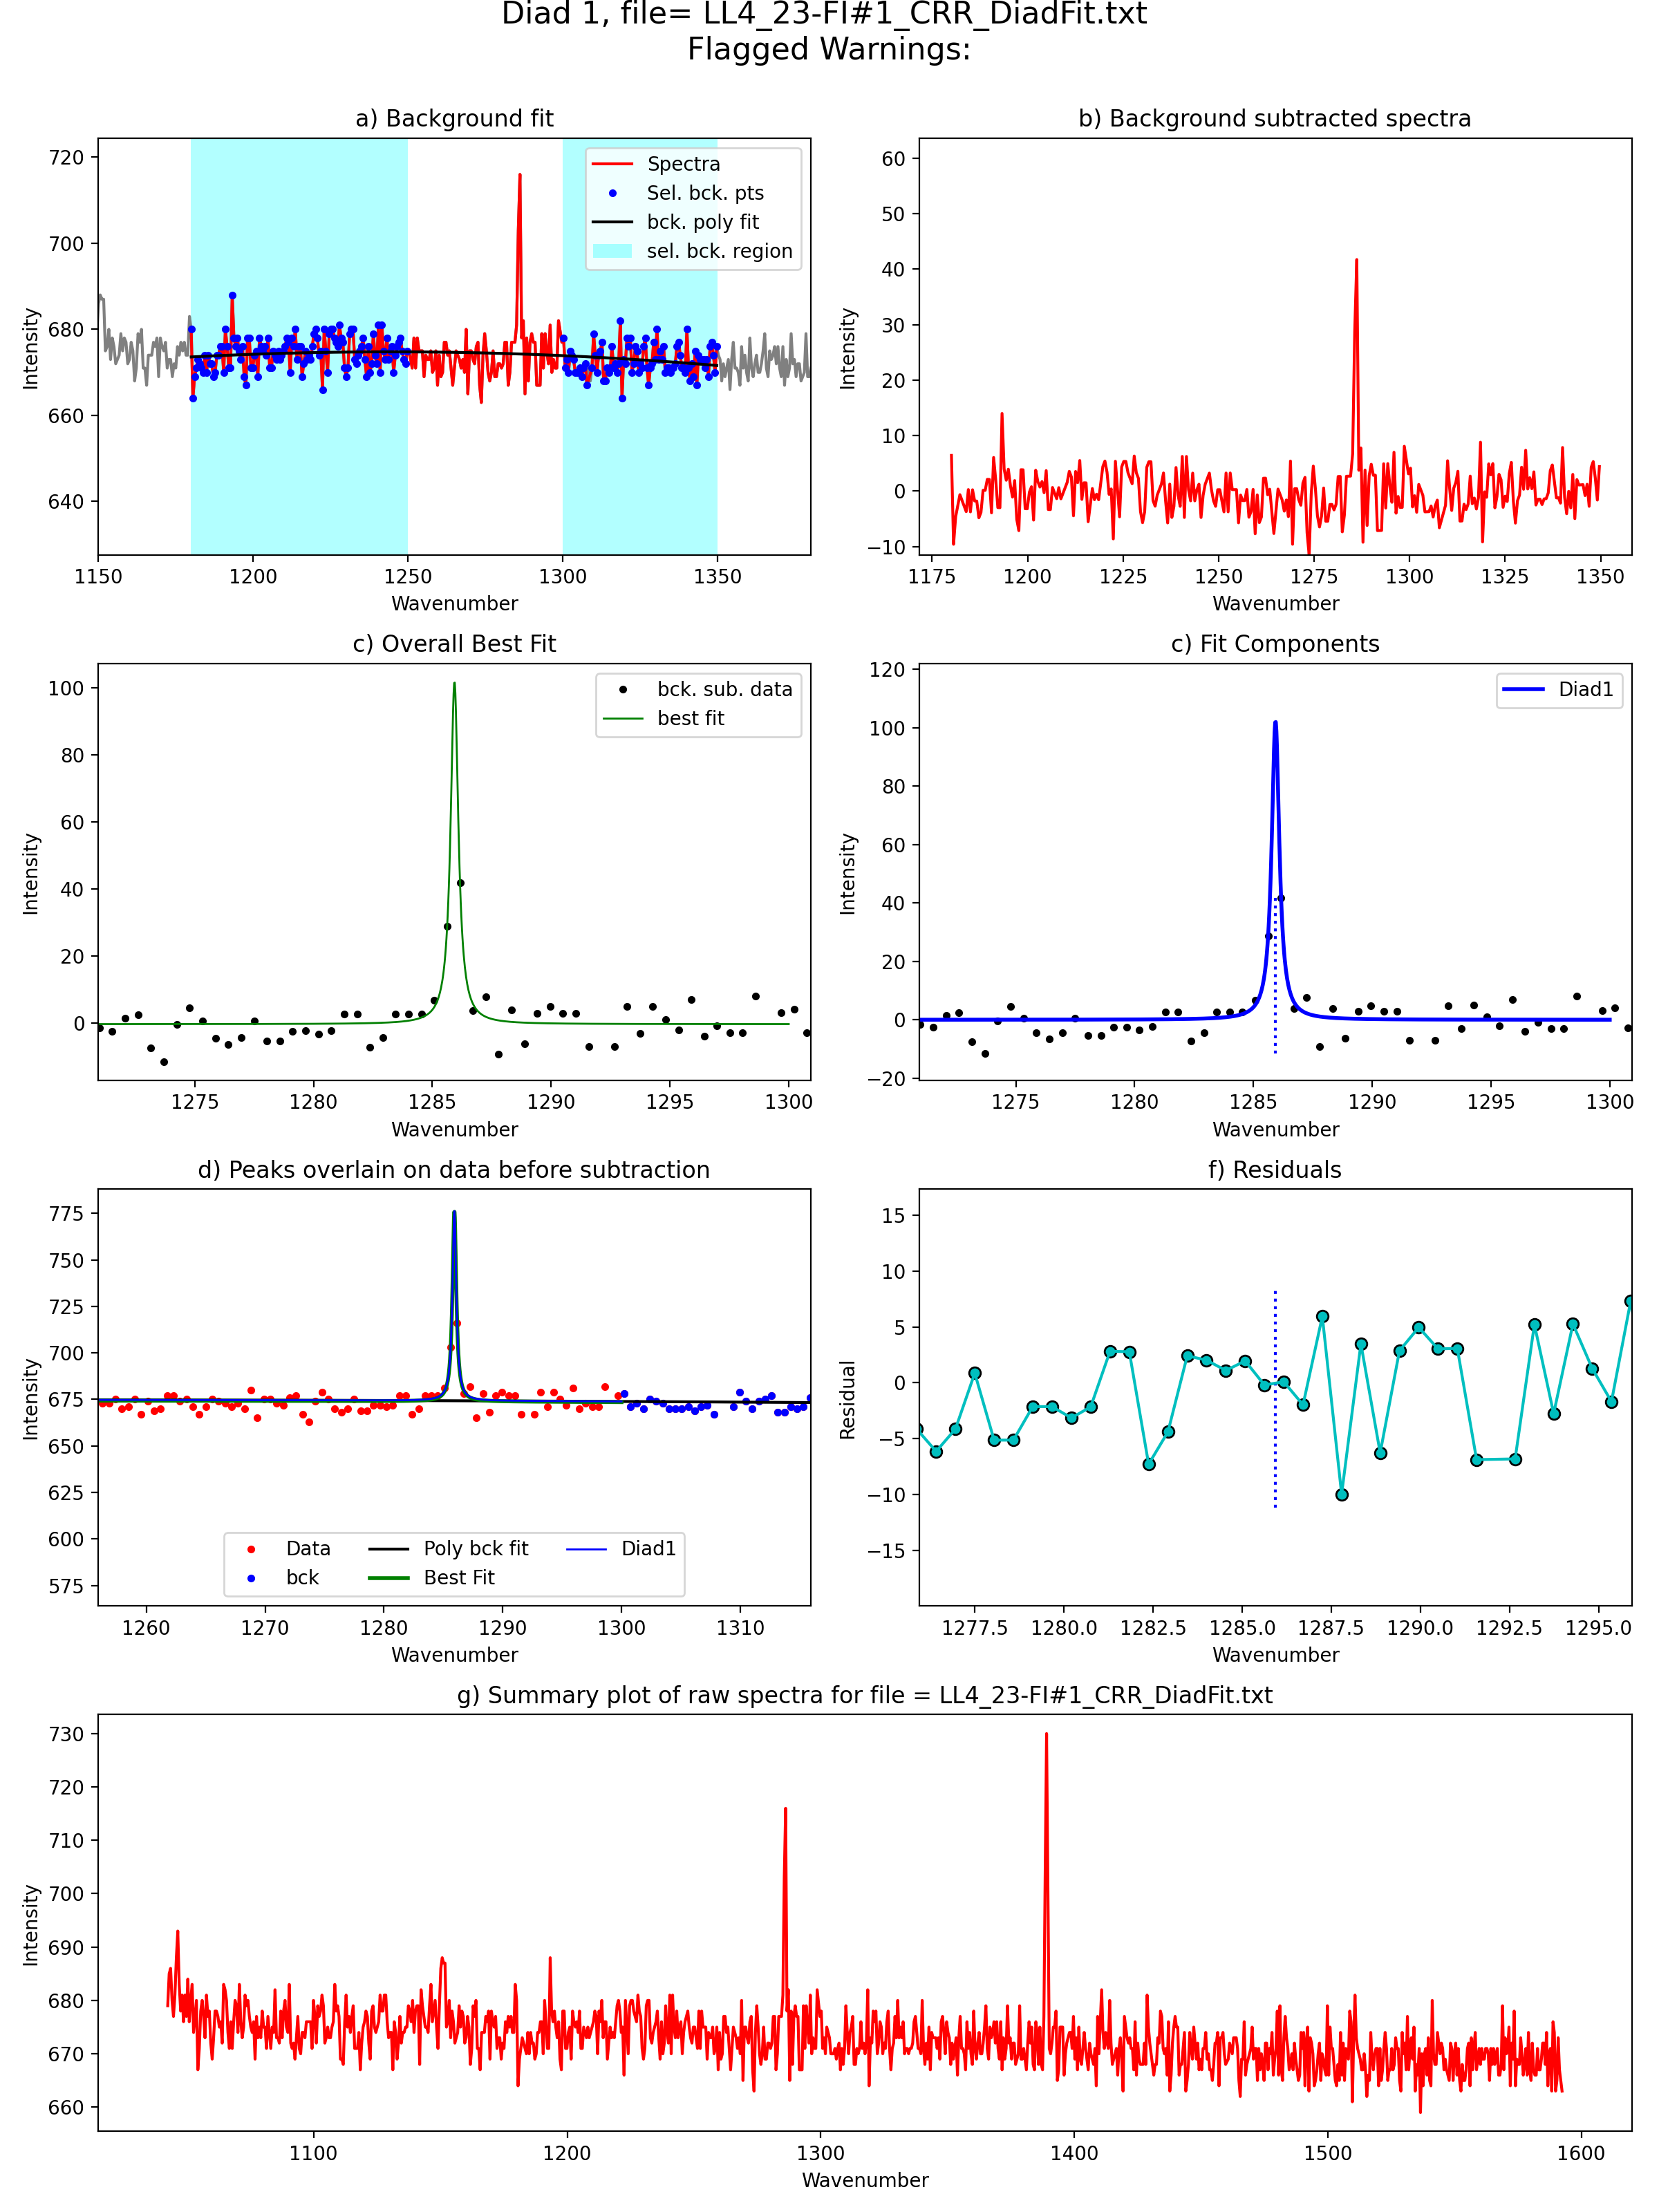 Diad 1, file= LL4_23-FI#1_CRR_DiadFit.txt
Flagged Warnings:
a) Background fit
720
700
680
660
640
Intensity
1150
1200
1250
1300
1350
Wavenumber
Spectra
Sel. bck. pts
bck. poly fit
sel. bck. region
b) Background subtracted spectra
60
50
40
30
20
10
0
−10
Intensity
1175
1200
1225
1250
1275
1300
1325
1350
Wavenumber
c) Overall Best Fit
100
80
60
40
20
0
Intensity
1275
1280
1285
1290
1295
1300
Wavenumber
bck. sub. data
best fit
c) Fit Components
120
100
80
60
40
20
0
−20
Intensity
1275
1280
1285
1290
1295
1300
Wavenumber
Diad1
d) Peaks overlain on data before subtraction
775
750
725
700
675
650
625
600
575
Intensity
1260
1270
1280
1290
1300
1310
Wavenumber
Data
bck
Poly bck fit
Best Fit
Diad1
f) Residuals
15
10
5
0
−5
−10
−15
Residual
1277.5
1280.0
1282.5
1285.0
1287.5
1290.0
1292.5
1295.0
Wavenumber
g) Summary plot of raw spectra for file = LL4_23-FI#1_CRR_DiadFit.txt
730
720
710
700
690
680
670
660
Intensity
1100
1200
1300
1400
1500
1600
Wavenumber